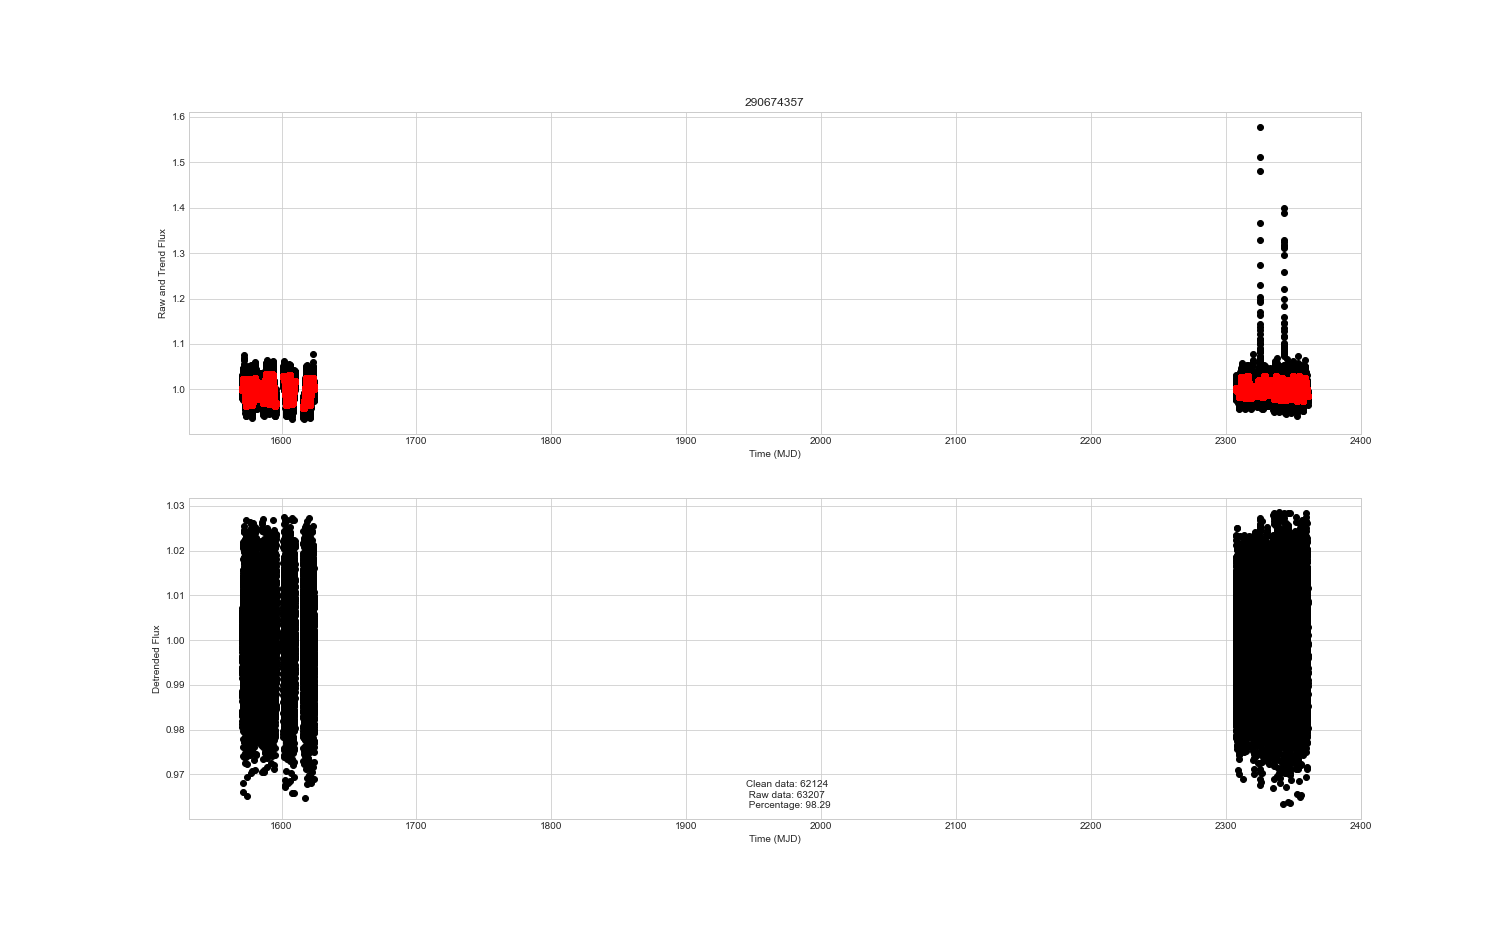 290674357
Raw and Trend Flux
1.6
1.5
1.4
1.3
1.2
1.1
1.0
1600 1700 1800 1900 2000 2100 2200 2300 2400
Time (MJD)
Detrended Flux
1.03
1.02
1.01
1.00
0.99
0.98
0.97
Clean data: 62124
Raw data: 63207
Percentage: 98.29
1600 1700 1800 1900 2000 2100 2200 2300 2400
Time (MJD)